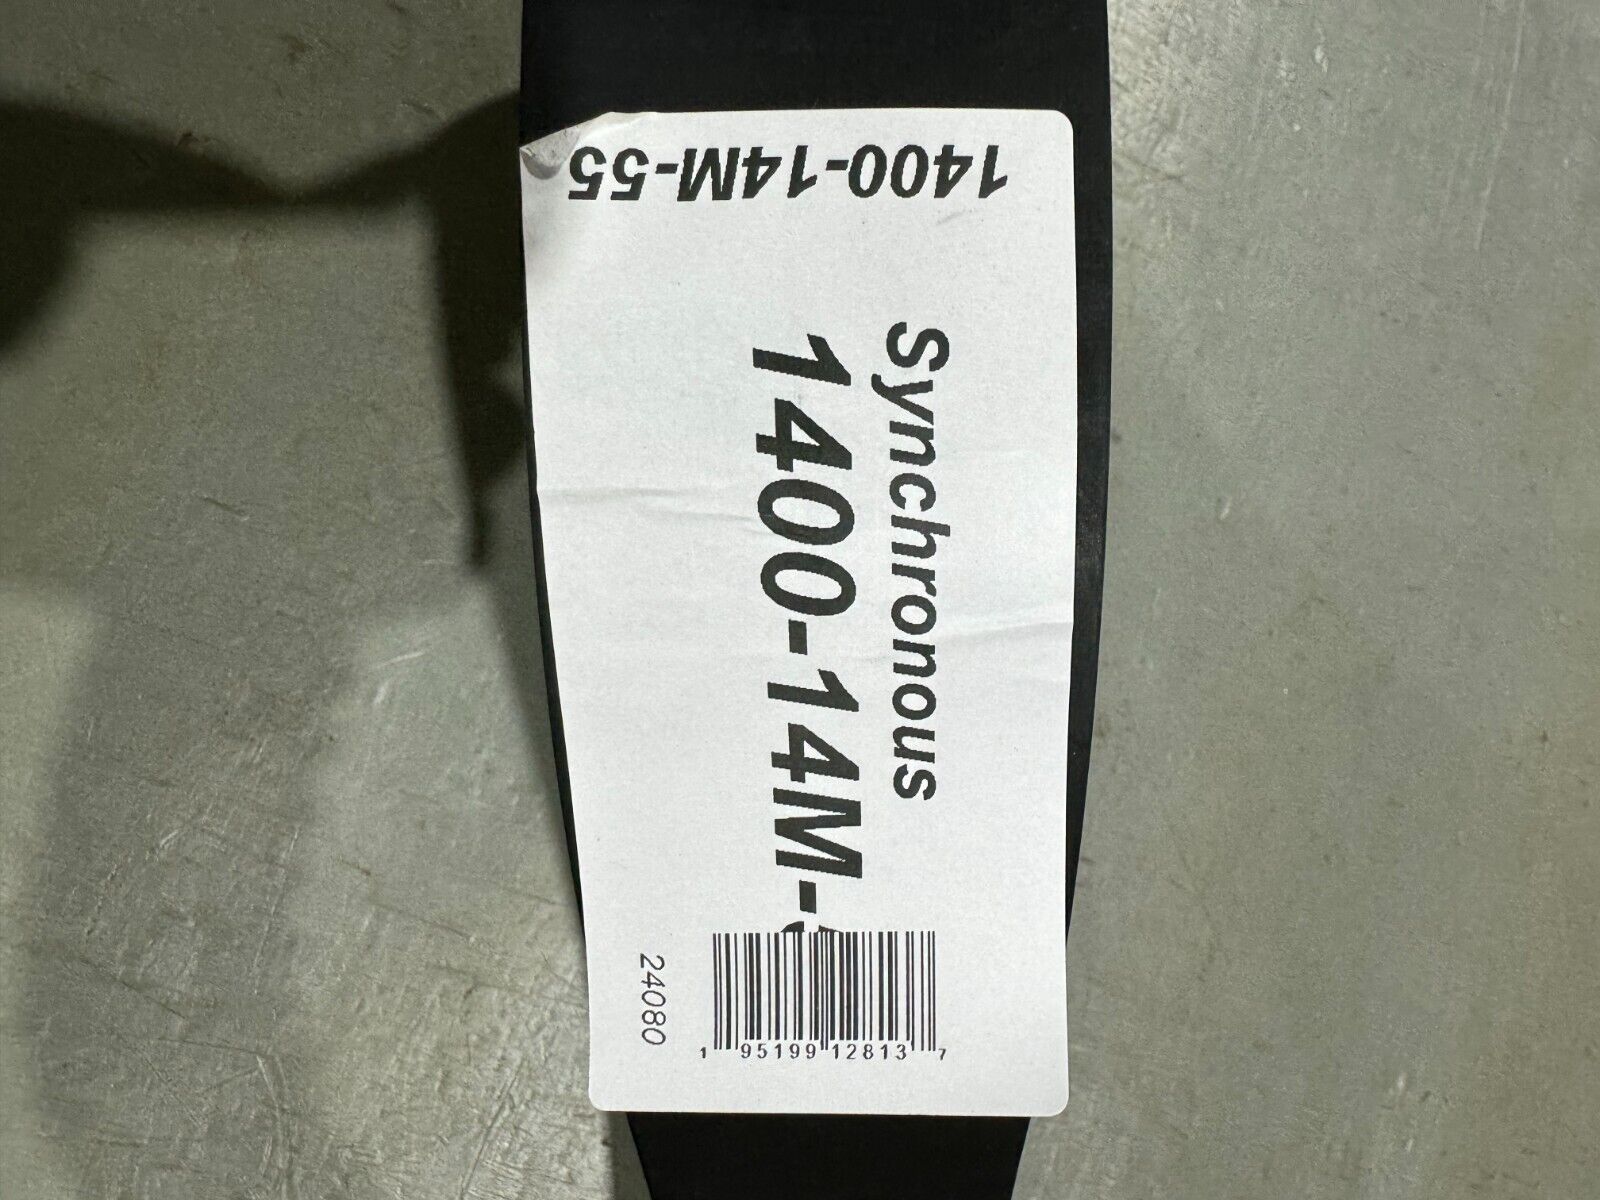 1400-14M-55
Synchronous
1400-14M-
24080
1 95199 12813 7